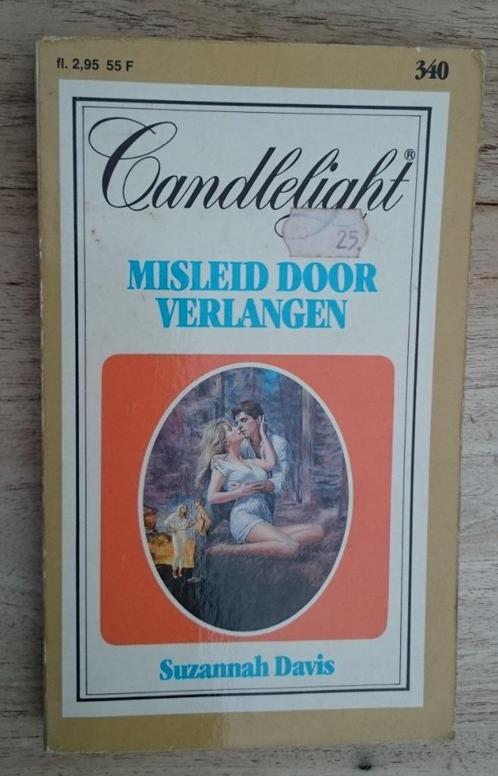 fl. 2,95 55 F
340
Candlelight®
25.
MISLEID DOOR
VERLANGEN
Suzannah Davis